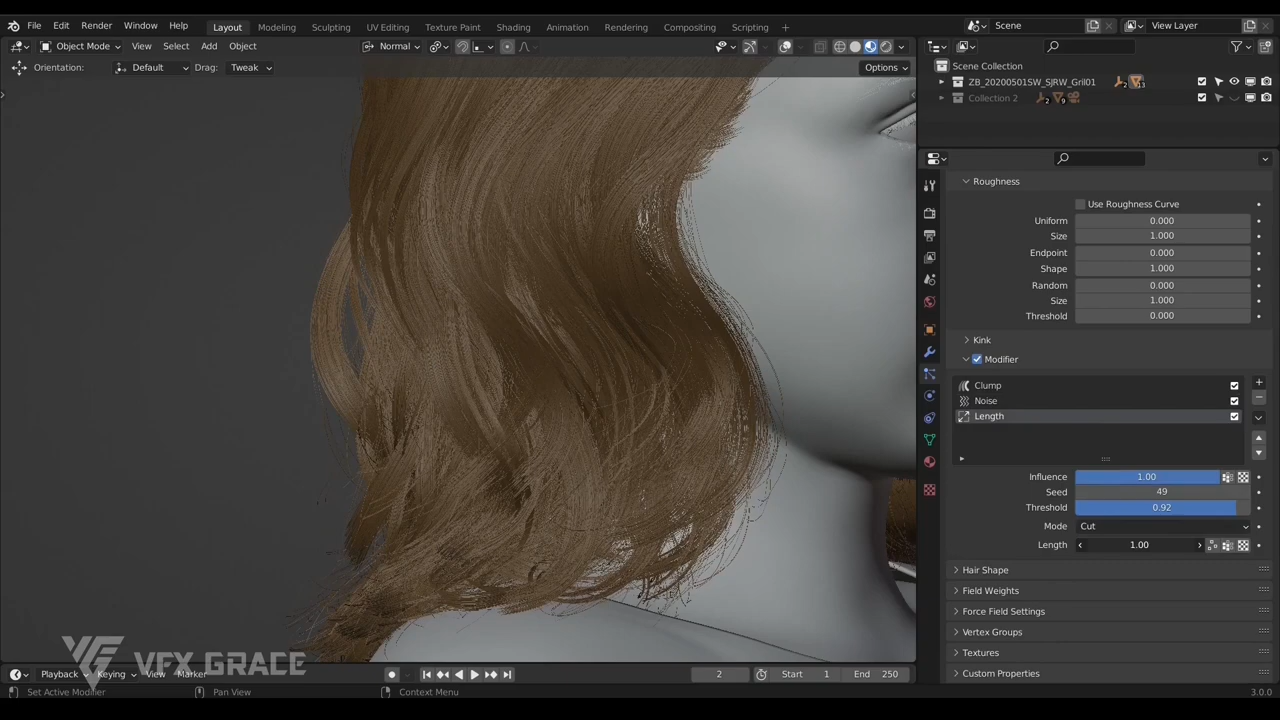 File Edit Render Window Help Layout Modeling Sculpting UV Editing Texture Paint Shading Animation Rendering Compositing Scripting + Scene View Layer
Object Mode View Select Add Object Normal
Orientation: Default Drag: Tweak Options
Scene Collection
ZB_20200501SW_SJRW_Gril01 2 13
Collection 2 2 9
Roughness
Use Roughness Curve
Uniform 0.000
Size 1.000
Endpoint 0.000
Shape 1.000
Random 0.000
Size 1.000
Threshold 0.000
Kink
Modifier
Clump
Noise
Length
Influence 1.00
Seed 49
Threshold 0.92
Mode Cut
Length 1.00
Hair Shape
Field Weights
Force Field Settings
Vertex Groups
Textures
Custom Properties
VFX GRACE
Playback Keying View Marker 2 Start 1 End 250
Set Active Modifier Pan View Context Menu 3.0.0